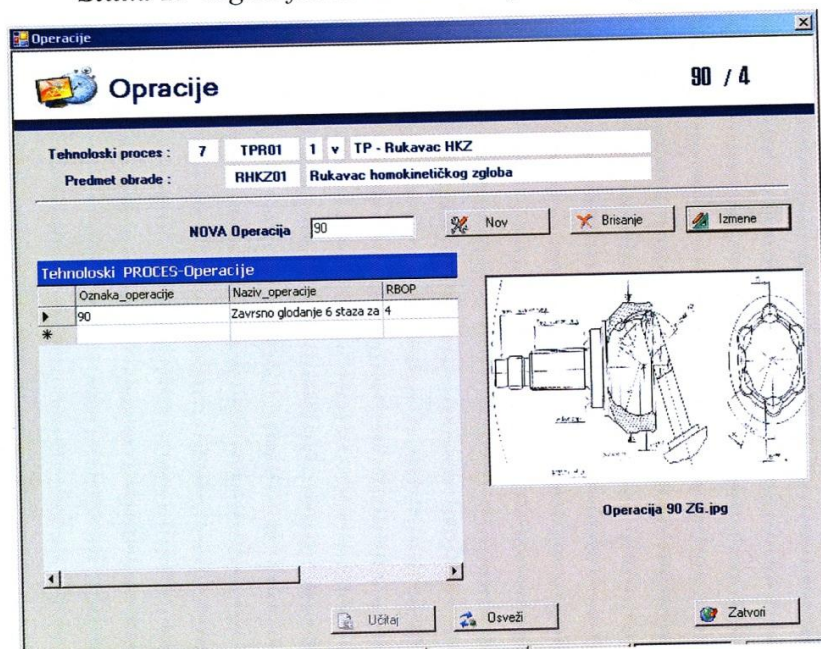 Operacije
Opracije
90 / 4
Tehnoloski proces : 7 TPR01 1 v TP - Rukavac HKZ
Predmet obrade : RHKZ01 Rukavac homokinetičkog zgloba
NOVA Operacija 90 Nov Brisanje Izmene
Tehnoloski PROCES-Operacije
Oznaka_operacije Naziv_operacije RBOP
90 Zavrsno glodanje 6 staza za 4
Operacija 90 ZG.jpg
Učitaj Osveži Zatvori